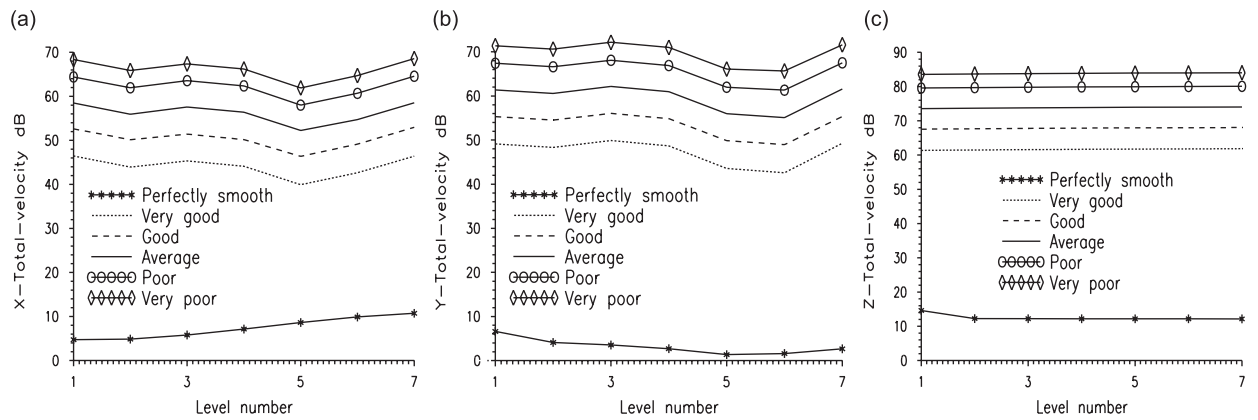 (a)
X-Total-velocity dB
70
60
50
40
30
20
10
0
Perfectly smooth
Very good
Good
Average
Poor
Very poor
1 3 5 7
Level number
(b)
Y-Total-velocity dB
70
60
50
40
30
20
10
0
Perfectly smooth
Very good
Good
Average
Poor
Very poor
1 3 5 7
Level number
(c)
Z-Total-velocity dB
90
80
70
60
50
40
30
20
10
0
Perfectly smooth
Very good
Good
Average
Poor
Very poor
1 3 5 7
Level number